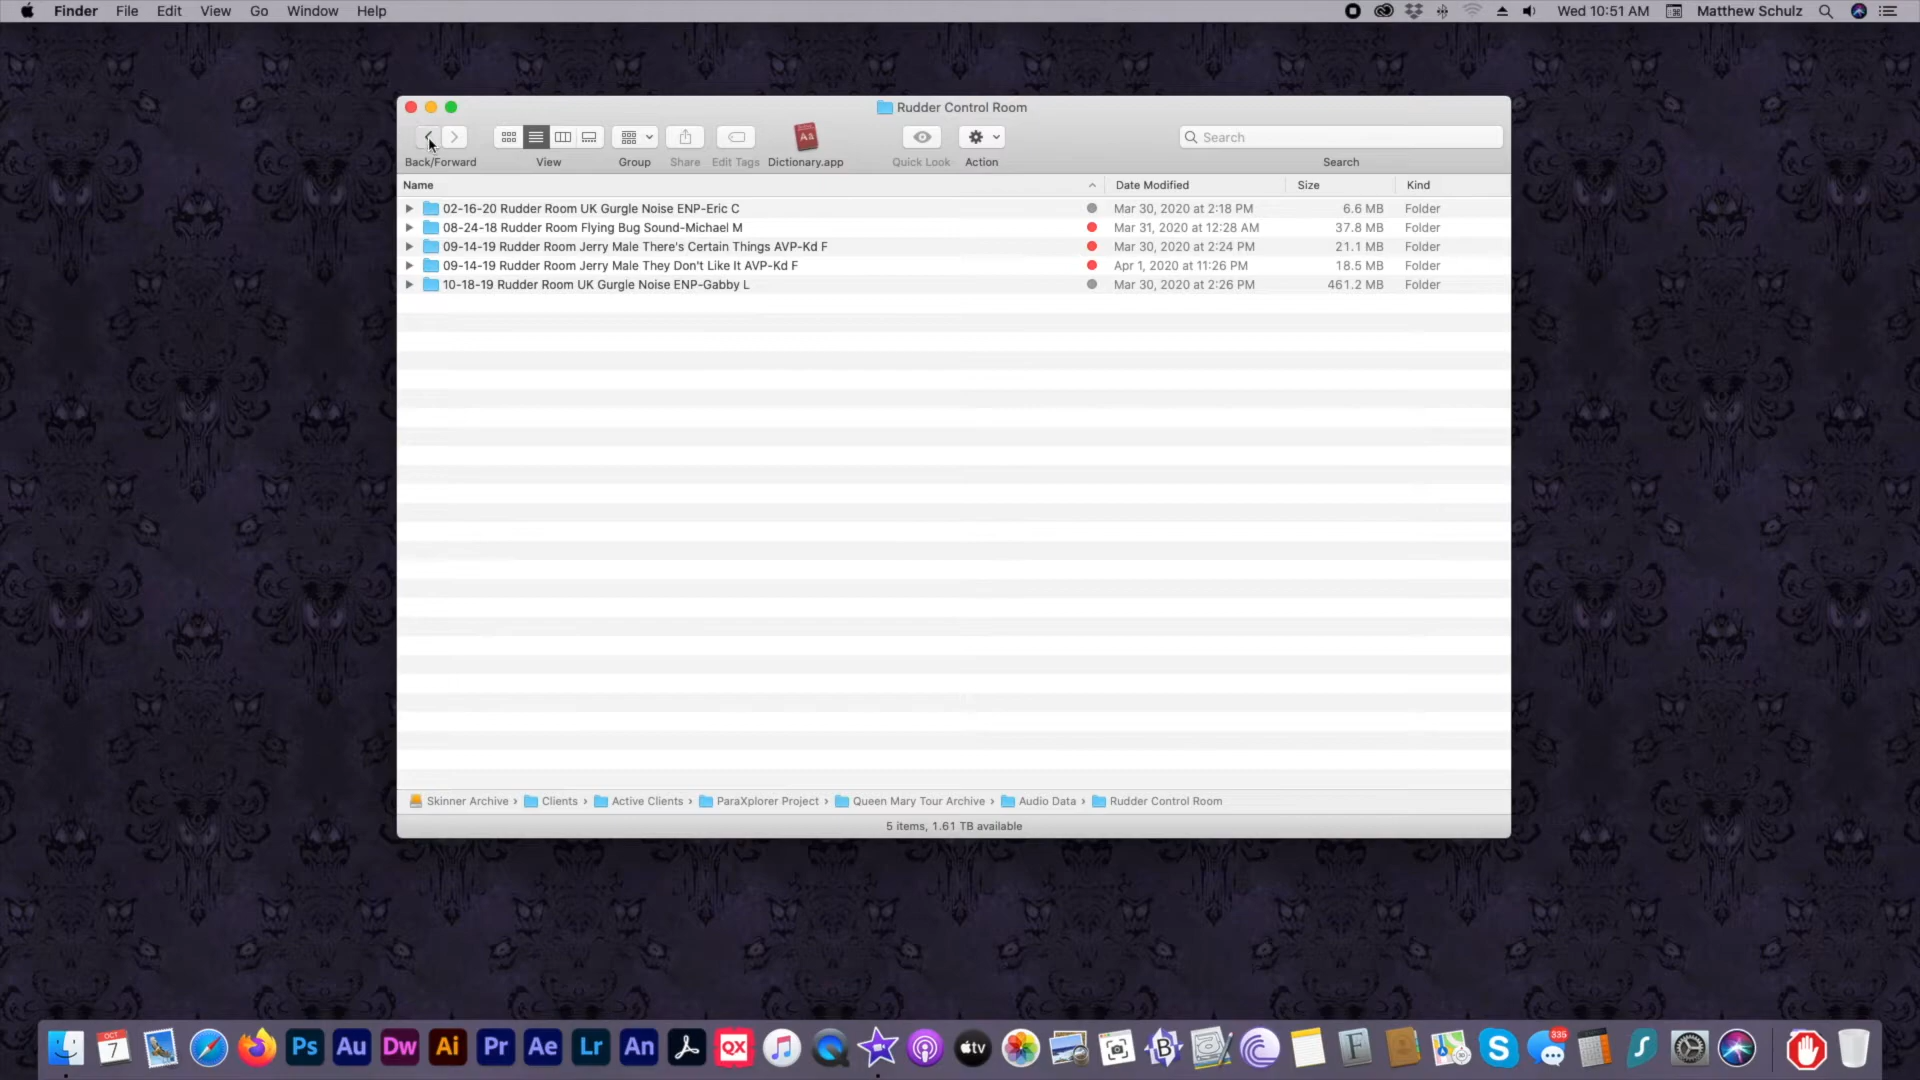 Finder File Edit View Go Window Help
Wed 10:51 AM Matthew Schulz
Rudder Control Room
Aa
Search
Back/Forward View Group Share Edit Tags Dictionary.app Quick Look Action Search
Name Date Modified Size Kind
02-16-20 Rudder Room UK Gurgle Noise ENP-Eric C Mar 30, 2020 at 2:18 PM 6.6 MB Folder
08-24-18 Rudder Room Flying Bug Sound-Michael M Mar 31, 2020 at 12:28 AM 37.8 MB Folder
09-14-19 Rudder Room Jerry Male There's Certain Things AVP-Kd F Mar 30, 2020 at 2:24 PM 21.1 MB Folder
09-14-19 Rudder Room Jerry Male They Don't Like It AVP-Kd F Apr 1, 2020 at 11:26 PM 18.5 MB Folder
10-18-19 Rudder Room UK Gurgle Noise ENP-Gabby L Mar 30, 2020 at 2:26 PM 461.2 MB Folder
Skinner Archive › Clients › Active Clients › ParaXplorer Project › Queen Mary Tour Archive › Audio Data › Rudder Control Room
5 items, 1.61 TB available
OCT 7 Ps Au Dw Ai Pr Ae Lr An QX tv B F S 335